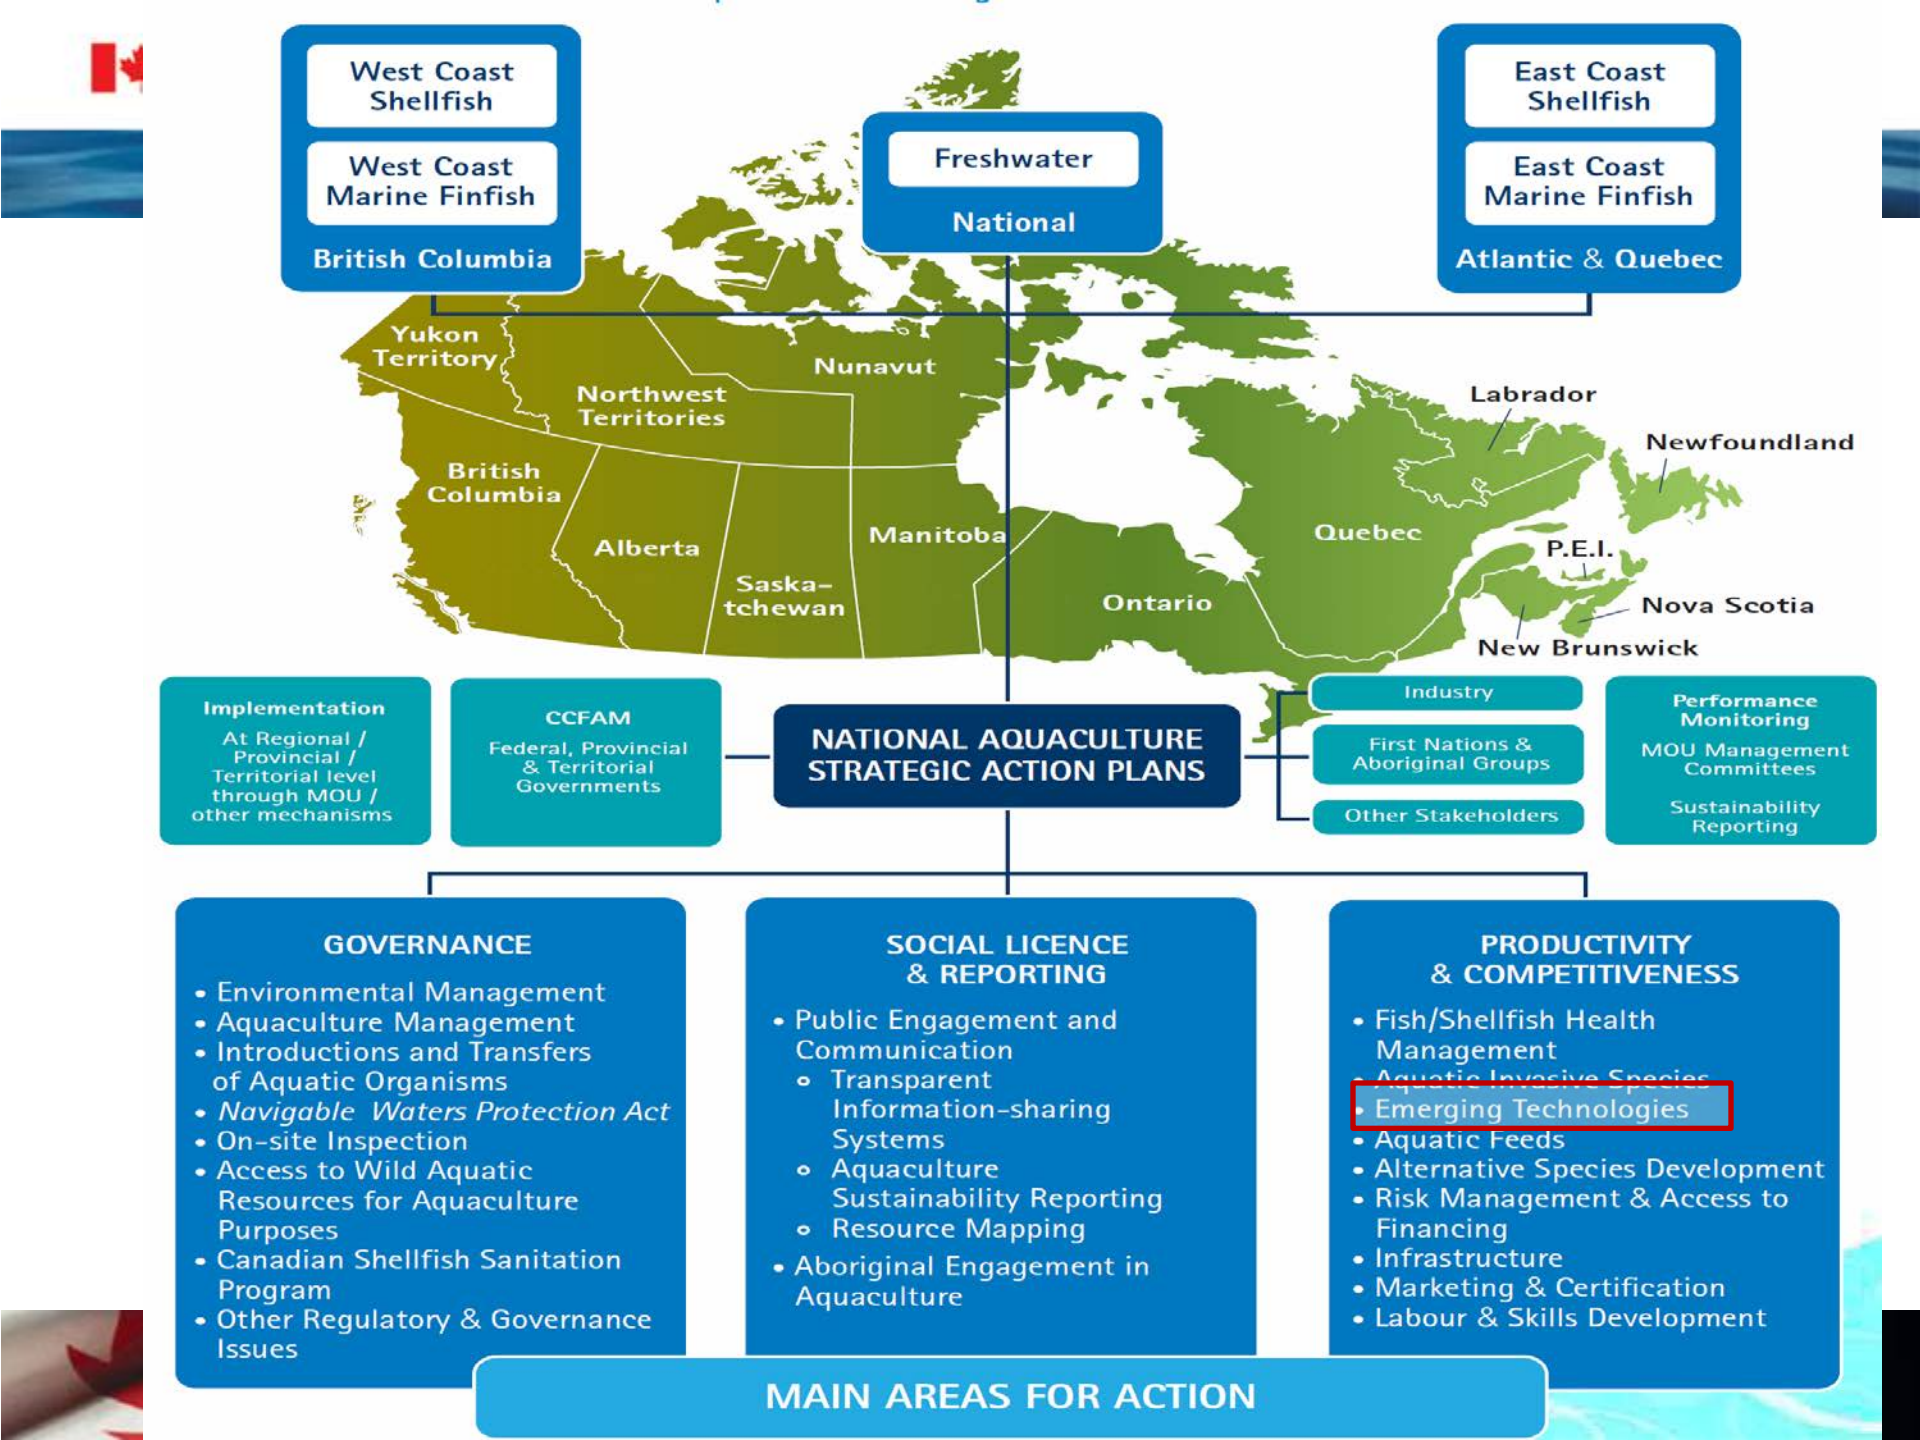 West Coast
Shellfish
West Coast
Marine Finfish
British Columbia
Freshwater
National
East Coast
Shellfish
East Coast
Marine Finfish
Atlantic & Quebec
Yukon
Territory
Northwest
Territories
Nunavut
British
Columbia
Alberta
Saska-
tchewan
Manitoba
Ontario
Quebec
Labrador
Newfoundland
P.E.I.
Nova Scotia
New Brunswick
Implementation
At Regional /
Provincial /
Territorial level
through MOU /
other mechanisms
CCFAM
Federal, Provincial
& Territorial
Governments
NATIONAL AQUACULTURE
STRATEGIC ACTION PLANS
Industry
First Nations &
Aboriginal Groups
Other Stakeholders
Performance
Monitoring
MOU Management
Committees
Sustainability
Reporting
GOVERNANCE
• Environmental Management
• Aquaculture Management
• Introductions and Transfers
of Aquatic Organisms
• Navigable Waters Protection Act
• On-site Inspection
• Access to Wild Aquatic
Resources for Aquaculture
Purposes
• Canadian Shellfish Sanitation
Program
• Other Regulatory & Governance
Issues
SOCIAL LICENCE
& REPORTING
• Public Engagement and
Communication
o Transparent
Information-sharing
Systems
o Aquaculture
Sustainability Reporting
o Resource Mapping
• Aboriginal Engagement in
Aquaculture
PRODUCTIVITY
& COMPETITIVENESS
• Fish/Shellfish Health
Management
• Aquatic Invasive Species
• Emerging Technologies
• Aquatic Feeds
• Alternative Species Development
• Risk Management & Access to
Financing
• Infrastructure
• Marketing & Certification
• Labour & Skills Development
MAIN AREAS FOR ACTION